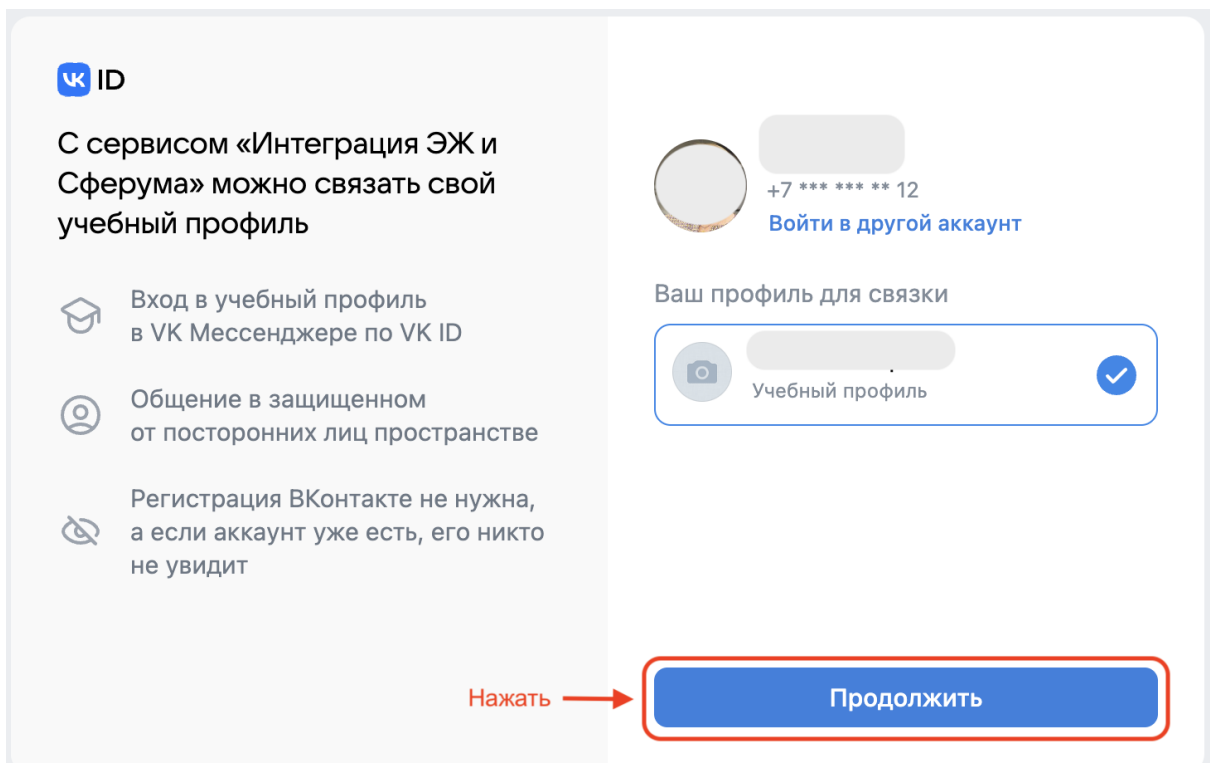 VK ID
С сервисом «Интеграция ЭЖ и
Сферума» можно связать свой
учебный профиль
Вход в учебный профиль
в VK Мессенджере по VK ID
Общение в защищенном
от посторонних лиц пространстве
Регистрация ВКонтакте не нужна,
а если аккаунт уже есть, его никто
не увидит
+7 *** *** ** 12
Войти в другой аккаунт
Ваш профиль для связки
Учебный профиль
Нажать
Продолжить